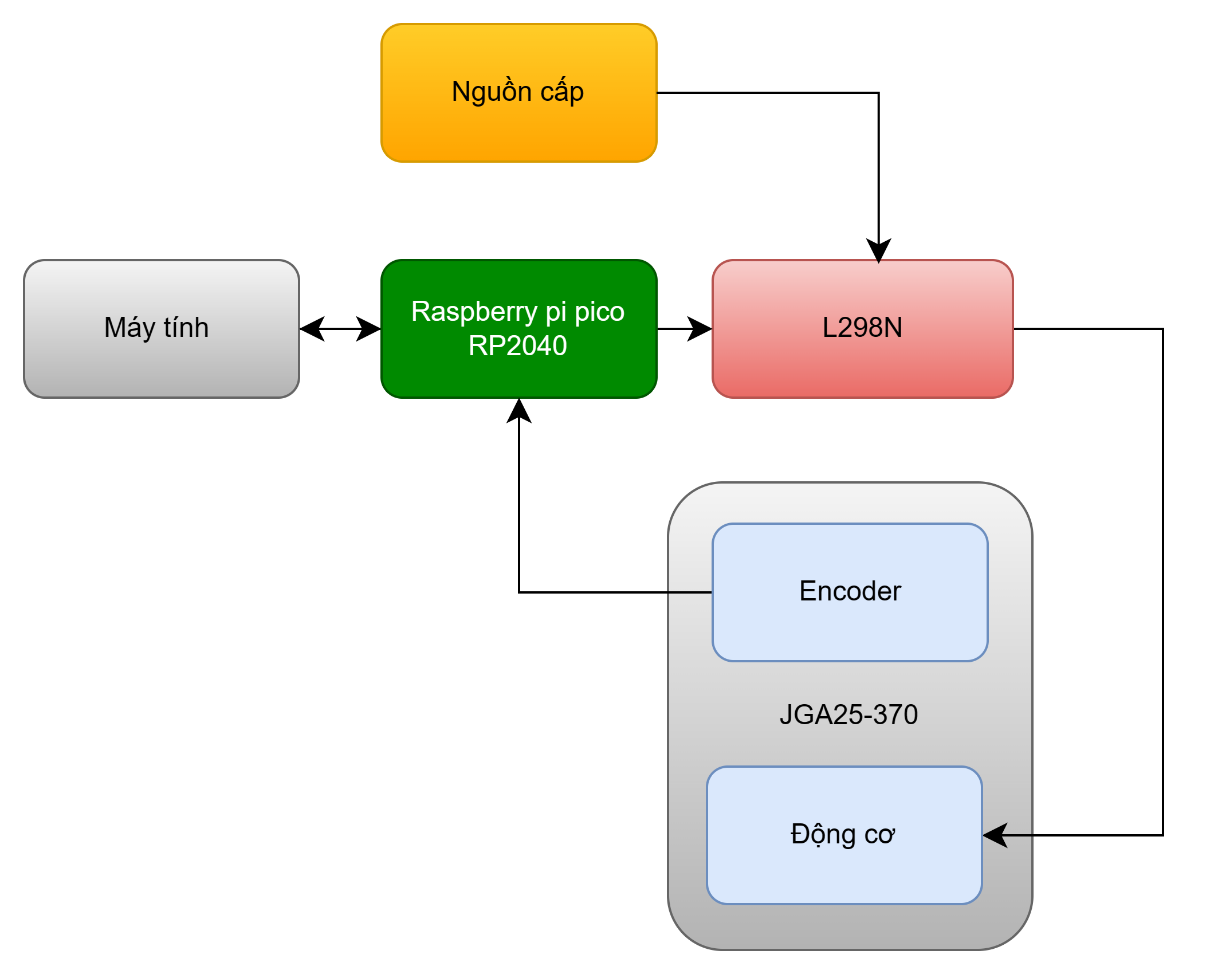 Nguồn cấp
Máy tính
Raspberry pi pico
RP2040
L298N
Encoder
JGA25-370
Động cơ